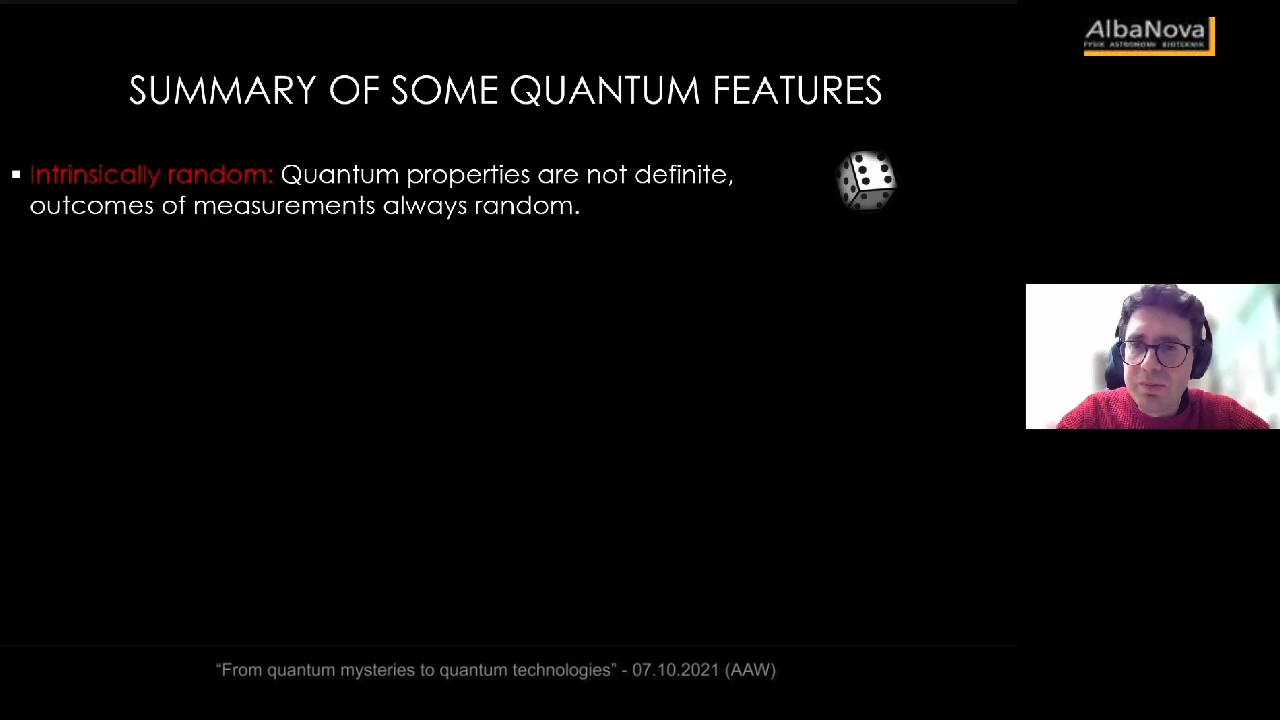 AlbaNova
FYSIK ASTRONOMI BIOTEKNIK
SUMMARY OF SOME QUANTUM FEATURES
▪ Intrinsically random: Quantum properties are not definite,
outcomes of measurements always random.
“From quantum mysteries to quantum technologies” - 07.10.2021 (AAW)